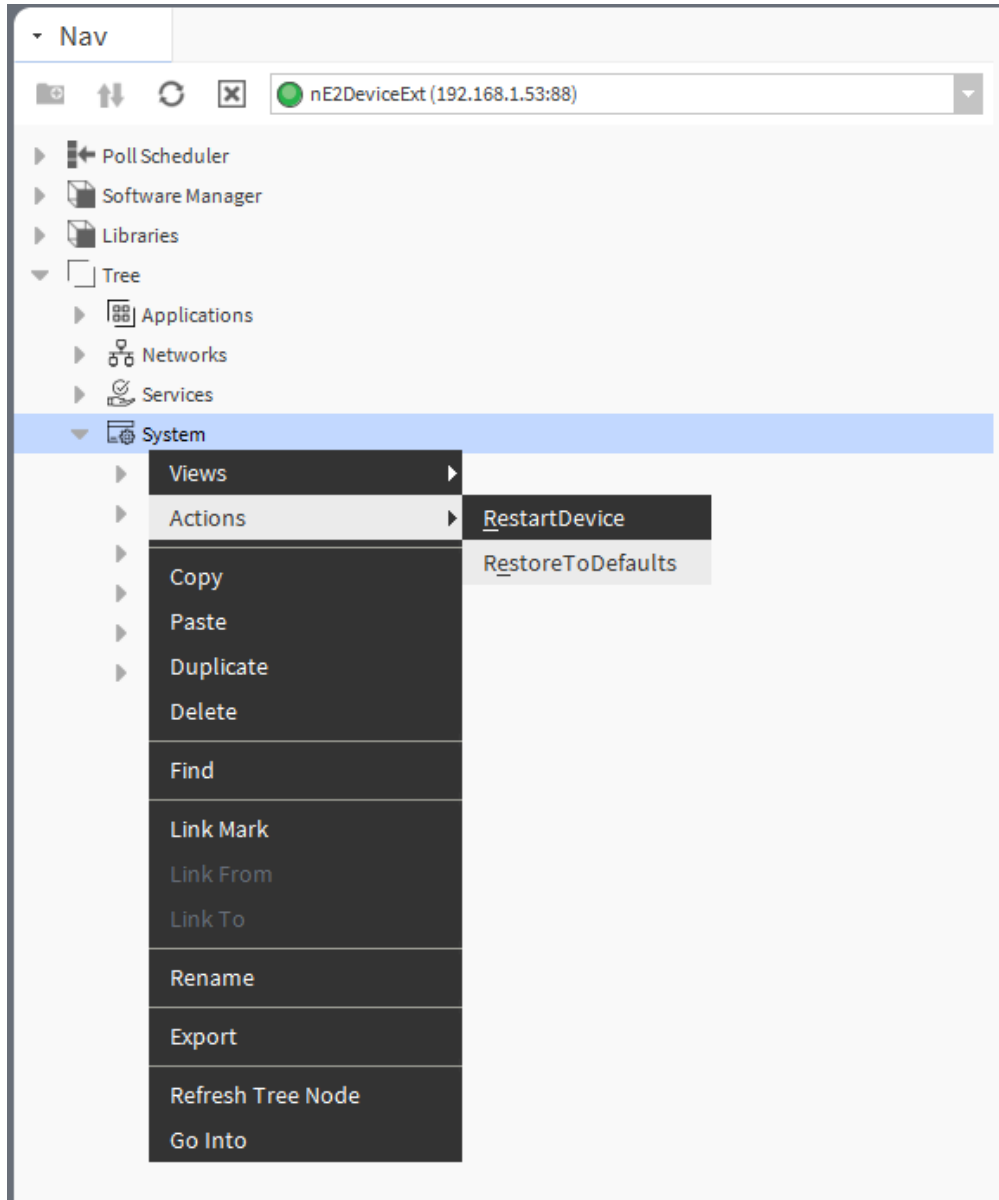 Nav
nE2DeviceExt (192.168.1.53:88)
Poll Scheduler
Software Manager
Libraries
Tree
Applications
Networks
Services
System
Views
Actions
RestartDevice
RestoreToDefaults
Copy
Paste
Duplicate
Delete
Find
Link Mark
Link From
Link To
Rename
Export
Refresh Tree Node
Go Into